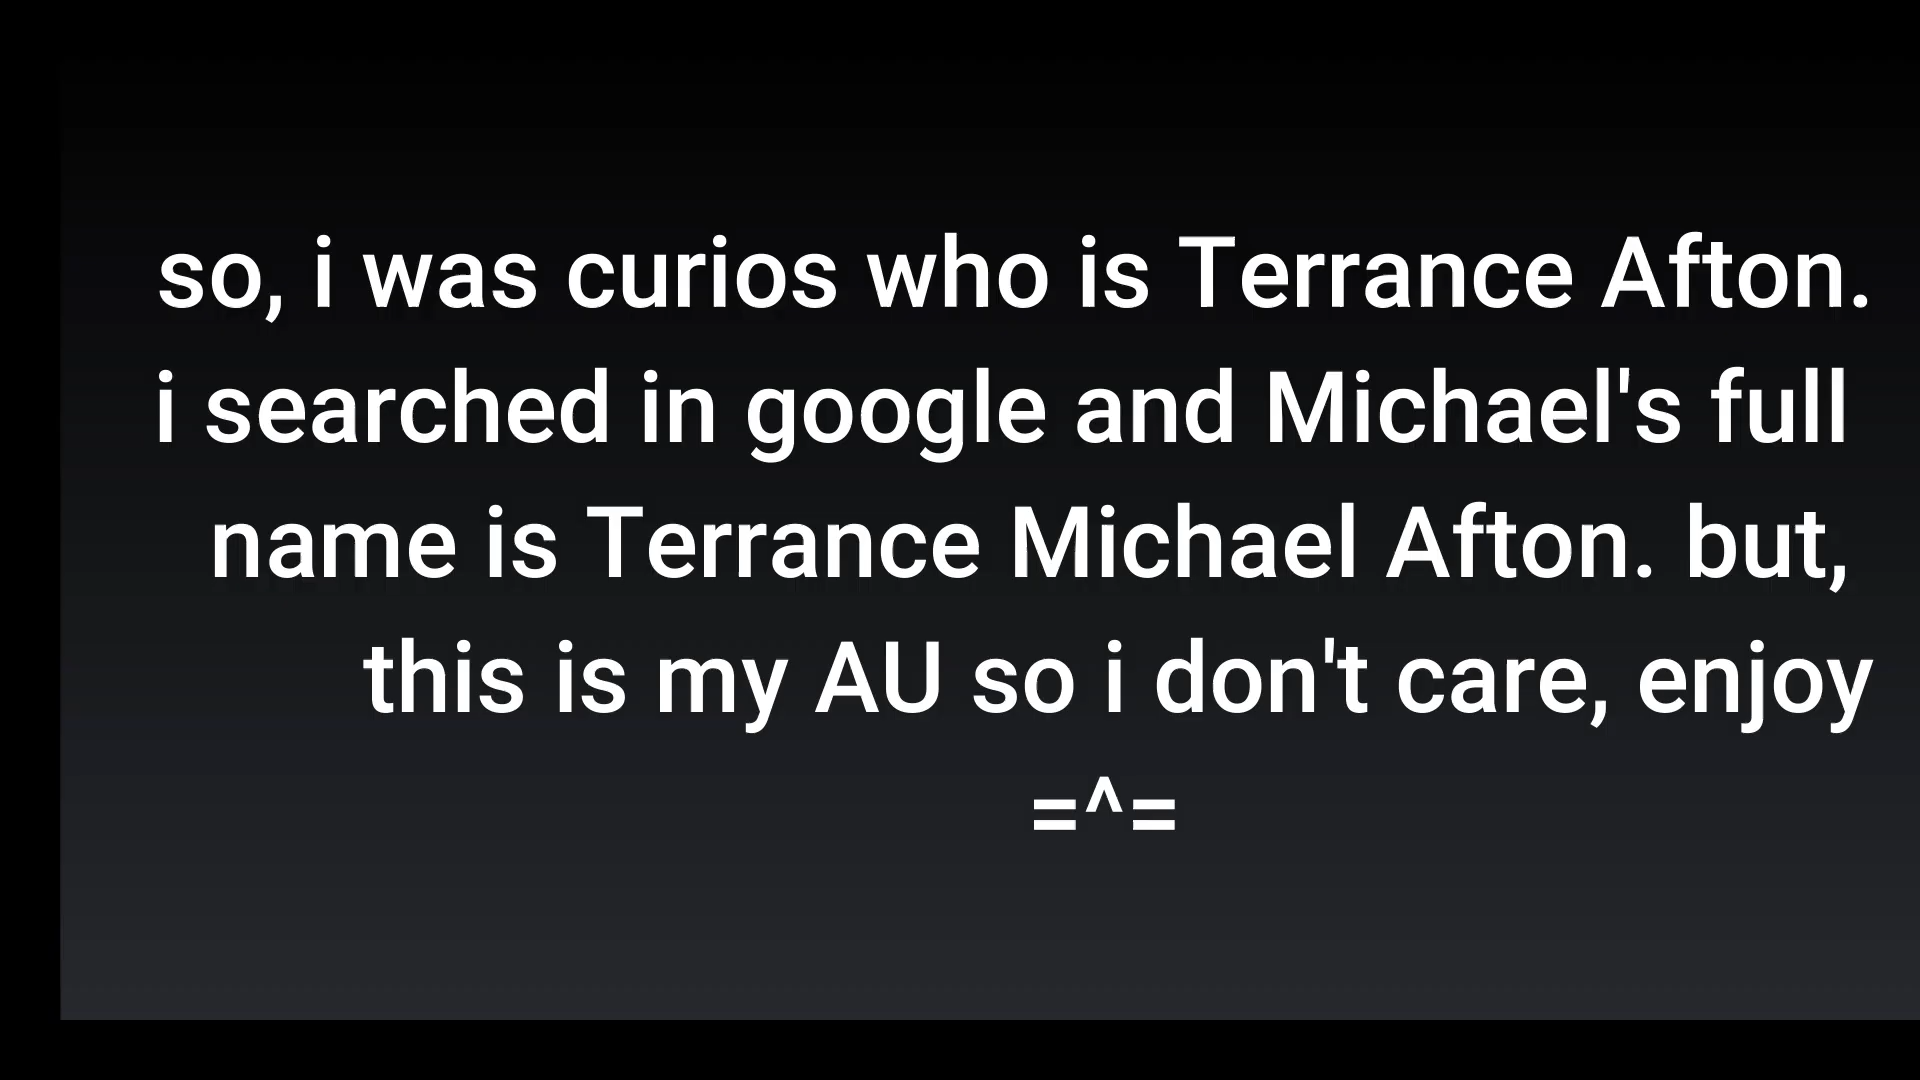 so, i was curios who is Terrance Afton.
i searched in google and Michael's full
name is Terrance Michael Afton. but,
this is my AU so i don't care, enjoy
=^=